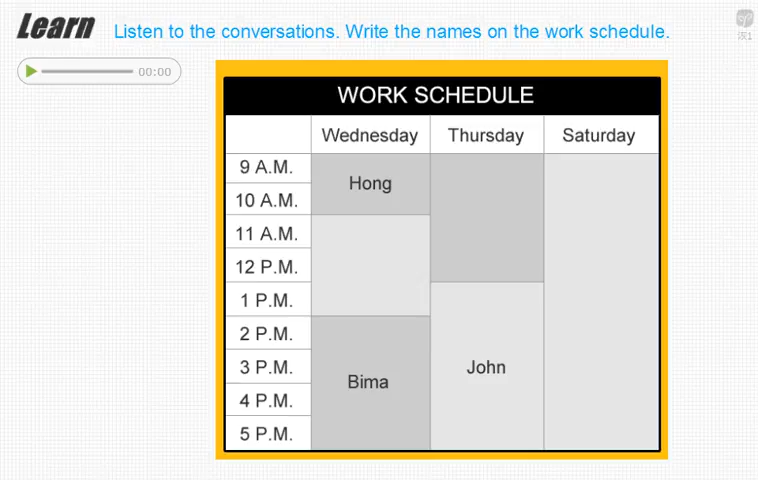 Learn
Listen to the conversations. Write the names on the work schedule.
00:00
WORK SCHEDULE
Wednesday Thursday Saturday
9 A.M.
Hong
10 A.M.
11 A.M.
12 P.M.
1 P.M.
2 P.M.
3 P.M. John
Bima
4 P.M.
5 P.M.